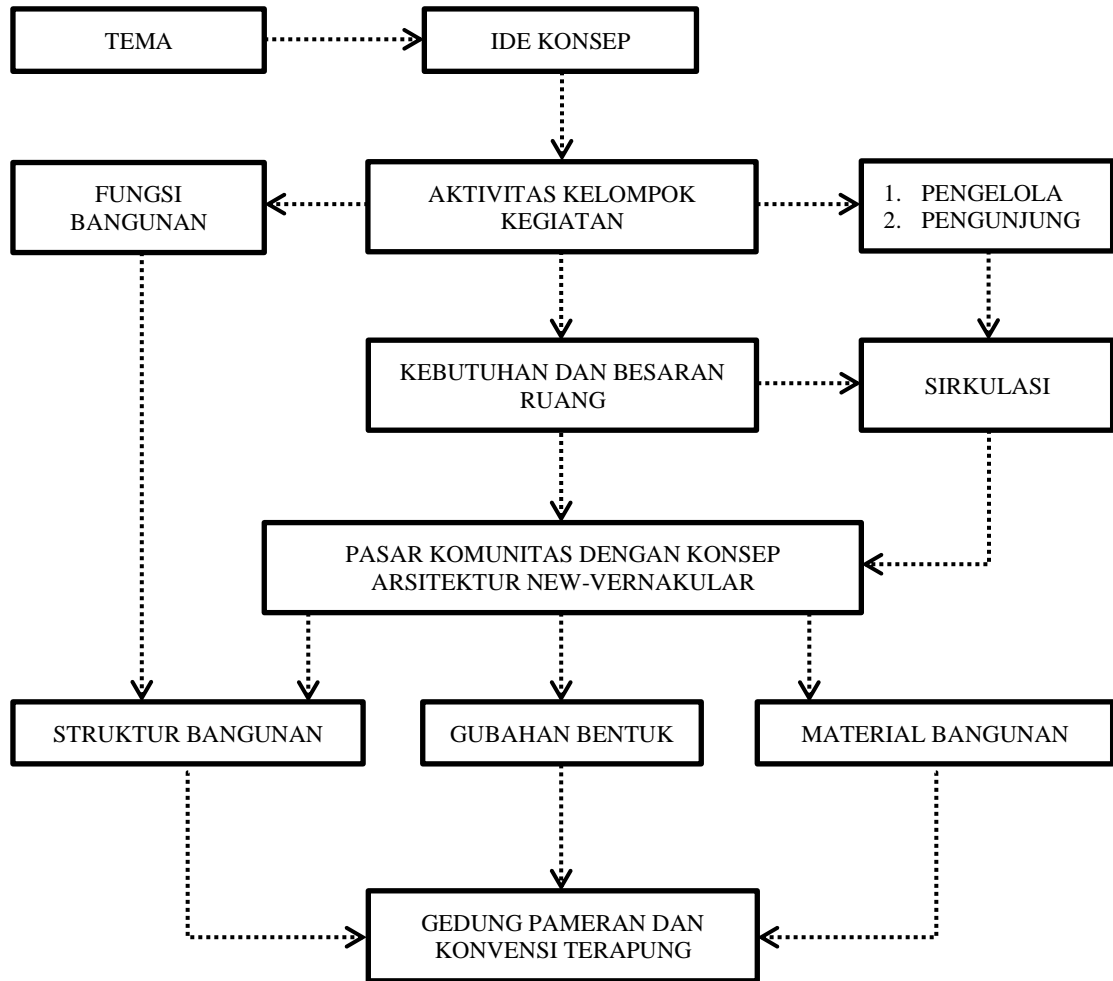 TEMA
IDE KONSEP
FUNGSI
BANGUNAN
AKTIVITAS KELOMPOK
KEGIATAN
1. PENGELOLA
2. PENGUNJUNG
KEBUTUHAN DAN BESARAN
RUANG
SIRKULASI
PASAR KOMUNITAS DENGAN KONSEP
ARSITEKTUR NEW-VERNAKULAR
STRUKTUR BANGUNAN
GUBAHAN BENTUK
MATERIAL BANGUNAN
GEDUNG PAMERAN DAN
KONVENSI TERAPUNG